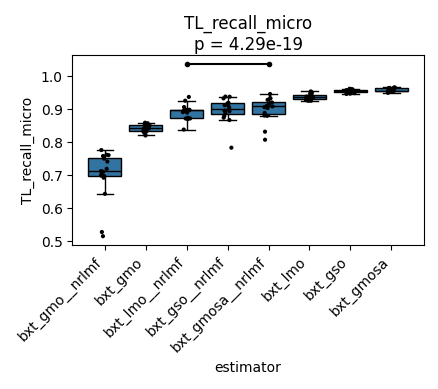 TL_recall_micro
p = 4.29e-19
TL_recall_micro
1.0
0.9
0.8
0.7
0.6
0.5
bxt_gmo__nrlmf
bxt_gmo
bxt_lmo__nrlmf
bxt_gso__nrlmf
bxt_gmosa__nrlmf
bxt_lmo
bxt_gso
bxt_gmosa
estimator